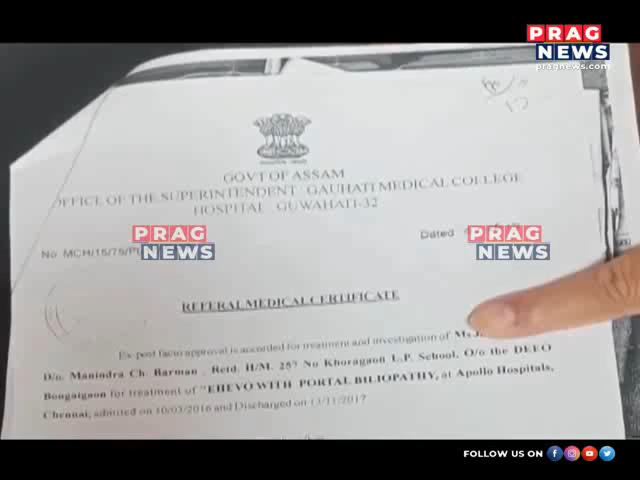 PRAG
NEWS
pragnews.com
GOVT OF ASSAM
OFFICE OF THE SUPERINTENDENT GAUHATI MEDICAL COLLEGE
HOSPITAL GUWAHATI-32
No MCH/15/75/
Dated
PRAG
NEWS
PRAG
NEWS
REFERAL MEDICAL CERTIFICATE
Ex-post facto approval is accorded for treatment and investigation of Ms
D/o. Manindra Ch. Barman , Retd. H/M. 257 No Khoragaon L.P. School, O/o the DEEO
Bongaigaon for treatment of "EHEVO WITH PORTAL BILIOPATHY, at Apollo Hospitals,
Chennai, admitted on 10/03/2016 and Discharged on 13/11/2017
FOLLOW US ON